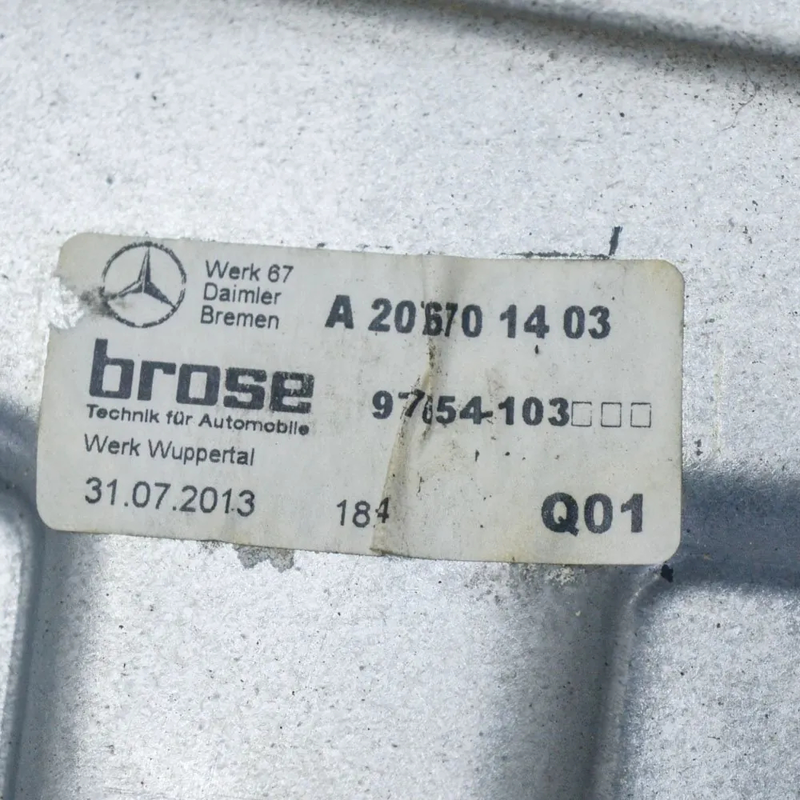 Werk 67
Daimler
Bremen
A 14 03
brose
Technik für Automobile
97654-103□□□
Werk Wuppertal
31.07.2013
184
Q01